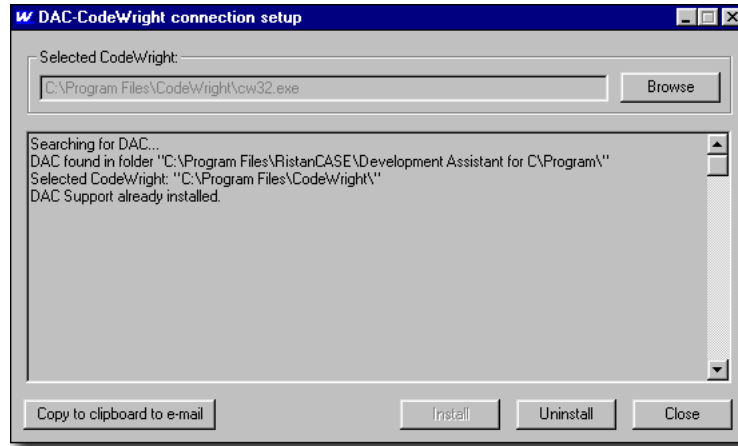 DAC-CodeWright connection setup
Selected CodeWright:
C:\Program Files\CodeWright\cw32.exe
Browse
Searching for DAC...
DAC found in folder "C:\Program Files\RistanCASE\Development Assistant for C\Program\"
Selected CodeWright: "C:\Program Files\CodeWright\"
DAC Support already installed.
Copy to clipboard to e-mail
Install
Uninstall
Close